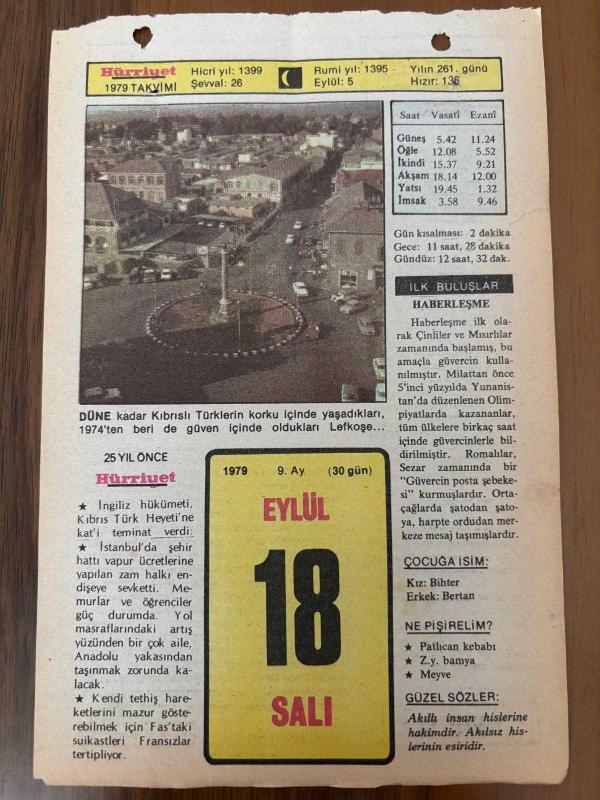 Hürriyet
1979 TAKVİMİ
Hicri yıl: 1399
Şevval: 26
Rumi yıl: 1395
Eylül: 5
Yılın 261. günü
Hızır: 136
Saat Vasatî Ezanî
Güneş 5.42 11.24
Öğle 12.08 5.52
İkindi 15.37 9.21
Akşam 18.14 12.00
Yatsı 19.45 1.32
İmsak 3.58 9.46
Gün kısalması: 2 dakika
Gece: 11 saat, 28 dakika
Gündüz: 12 saat, 32 dak.
DÜNE kadar Kıbrıslı Türklerin korku içinde yaşadıkları,
1974'ten beri de güven içinde oldukları Lefkoşe...
25 YIL ÖNCE
Hürriyet
★ İngiliz hükümeti,
Kıbrıs Türk Heyeti'ne
kat'i teminat verdi.
★ İstanbul'da şehir
hattı vapur ücretlerine
yapılan zam halkı en-
dişeye sevketti. Me-
murlar ve öğrenciler
güç durumda. Yol
masraflarındaki artış
yüzünden bir çok aile,
Anadolu yakasından
taşınmak zorunda ka-
lacak.
★ Kendi tethiş hare-
ketlerini mazur göste-
rebilmek için Fas'taki
suikastleri Fransızlar
tertipliyor.
1979 9. Ay (30 gün)
EYLÜL
18
SALI
İLK BULUŞLAR
HABERLEŞME
Haberleşme ilk ola-
rak Çinliler ve Mısırlılar
zamanında başlamış, bu
amaçla güvercin kulla-
nılmıştır. Milattan önce
5'inci yüzyılda Yunanis-
tan'da düzenlenen Olim-
piyatlarda kazananlar,
tüm ülkelere birkaç saat
içinde güvercinlerle bil-
dirilmiştir. Romalılar,
Sezar zamanında bir
"Güvercin posta şebeke-
si" kurmuşlardır. Orta-
çağlarda şatodan şato-
ya, harpte ordudan mer-
keze mesaj taşımışlardır.
ÇOCUĞA İSİM:
Kız: Bihter
Erkek: Bertan
NE PİŞİRELİM?
★ Patlıcan kebabı
★ Z.y. bamya
★ Meyve
GÜZEL SÖZLER:
Akıllı insan hislerine
hakimdir. Akılsız his-
lerinin esiridir.